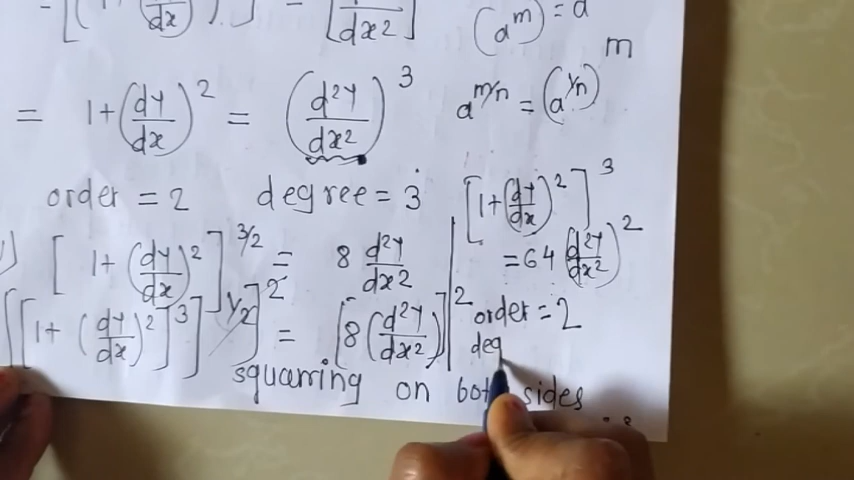 = 1+(dy/dx)^2 = (d²y/dx²)^3
(a^m) = a
a^m/n = (a^1/n)^m
order = 2 degree = 3
[1+(dy/dx)^2]^3/2 = 8 d²y/dx²
[[1+(dy/dx)^2]^3]^1/2]^2 = [8(d²y/dx²)]^2
squarring on both sides
[1+(dy/dx)^2]^3
=64(d²y/dx²)^2
order = 2
deg